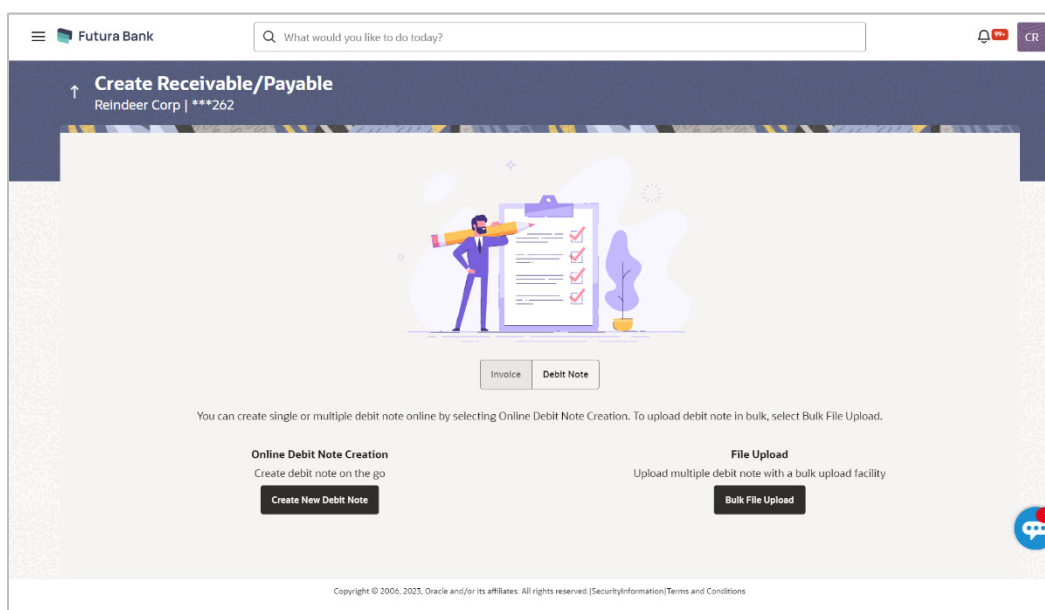 Futura Bank
What would you like to do today?
99+
CR
Create Receivable/Payable
Reindeer Corp | ***262
Invoice
Debit Note
You can create single or multiple debit note online by selecting Online Debit Note Creation. To upload debit note in bulk, select Bulk File Upload.
Online Debit Note Creation
Create debit note on the go
Create New Debit Note
File Upload
Upload multiple debit note with a bulk upload facility
Bulk File Upload
Copyright © 2006, 2023, Oracle and/or its affiliates. All rights reserved.|SecurityInformation|Terms and Conditions